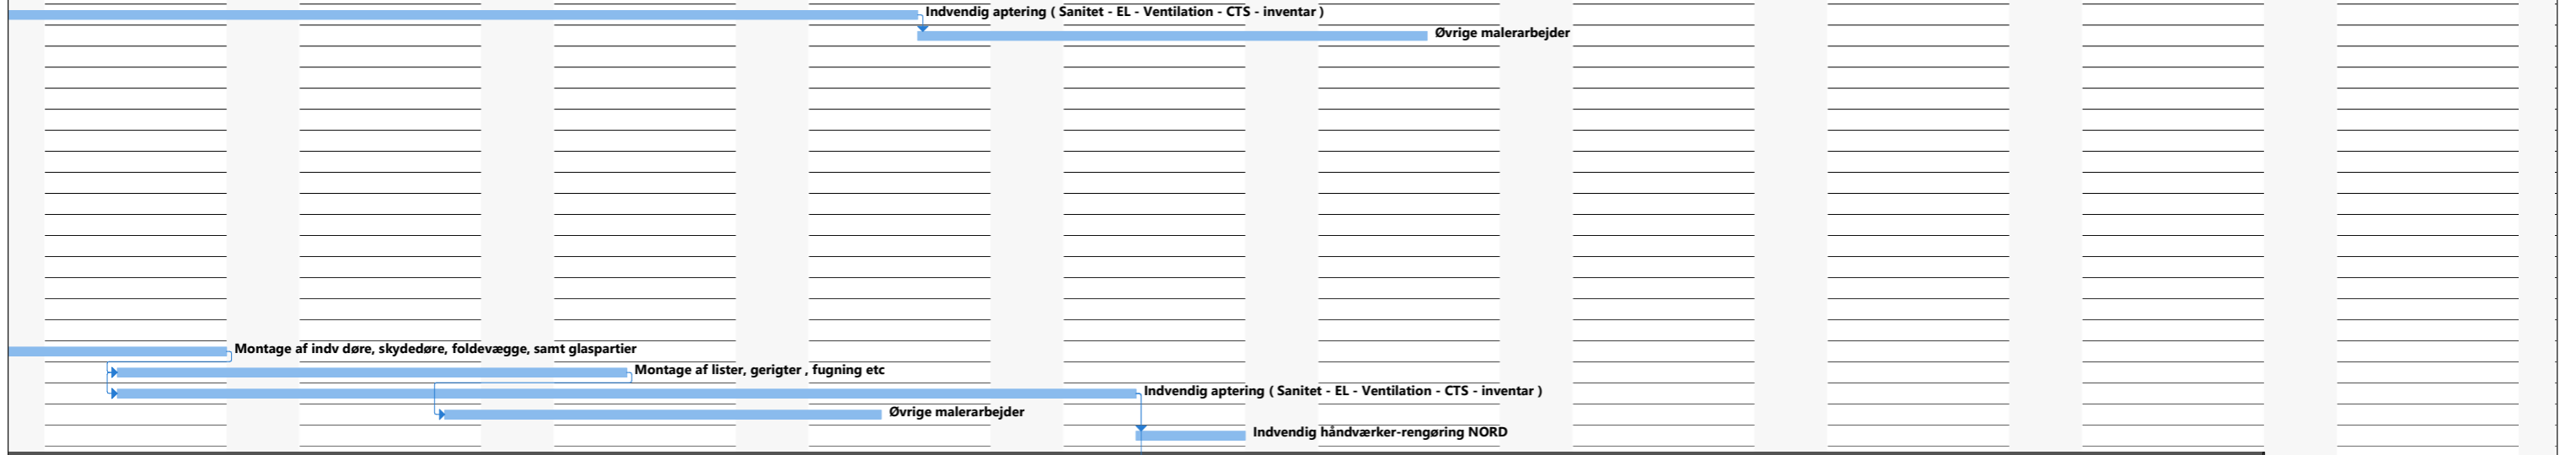 Indvendig aptering ( Sanitet - EL - Ventilation - CTS - inventar )
Øvrige malerarbejder
Montage af indv døre, skydedøre, foldevægge, samt glaspartier
Montage af lister, gerigter , fugning etc
Indvendig aptering ( Sanitet - EL - Ventilation - CTS - inventar )
Øvrige malerarbejder
Indvendig håndværker-rengøring NORD